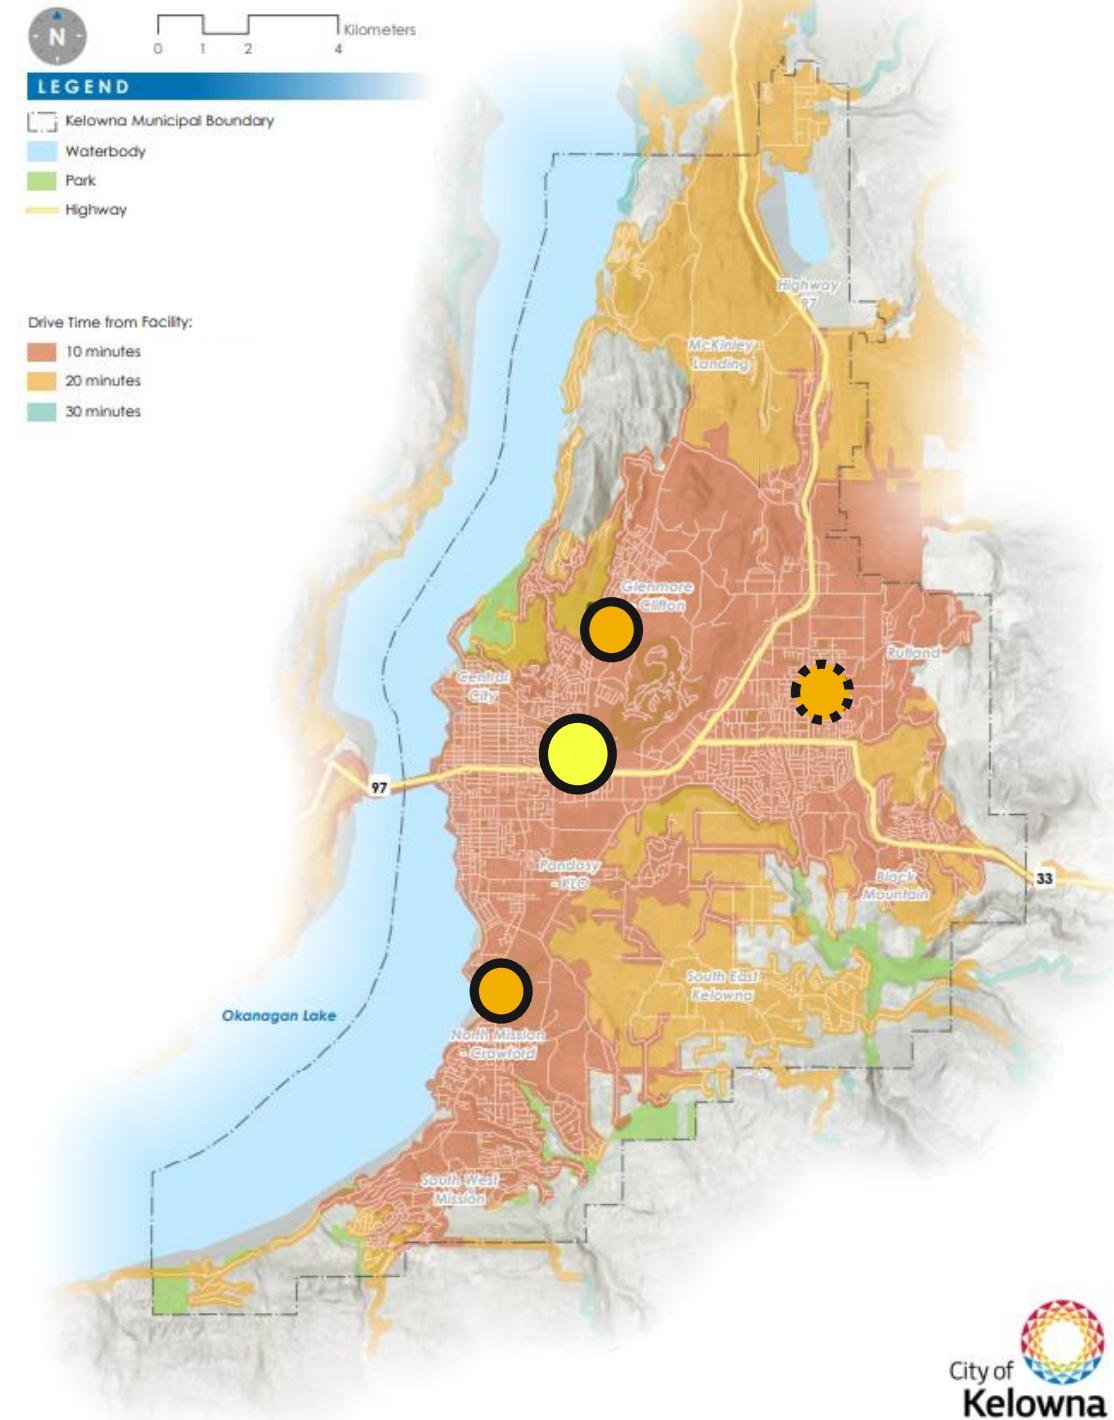 N
Kilometers
0 1 2 4
LEGEND
Kelowna Municipal Boundary
Waterbody
Park
Highway
Drive Time from Facility:
10 minutes
20 minutes
30 minutes
Highway
97
McKinley
Landing
Glenmore
Clifton
Rutland
Central
City
97
Pandosy
- KLO
Black
Mountain
33
South East
Kelowna
Okanagan Lake
North Mission
- Crawford
South West
Mission
City of
Kelowna